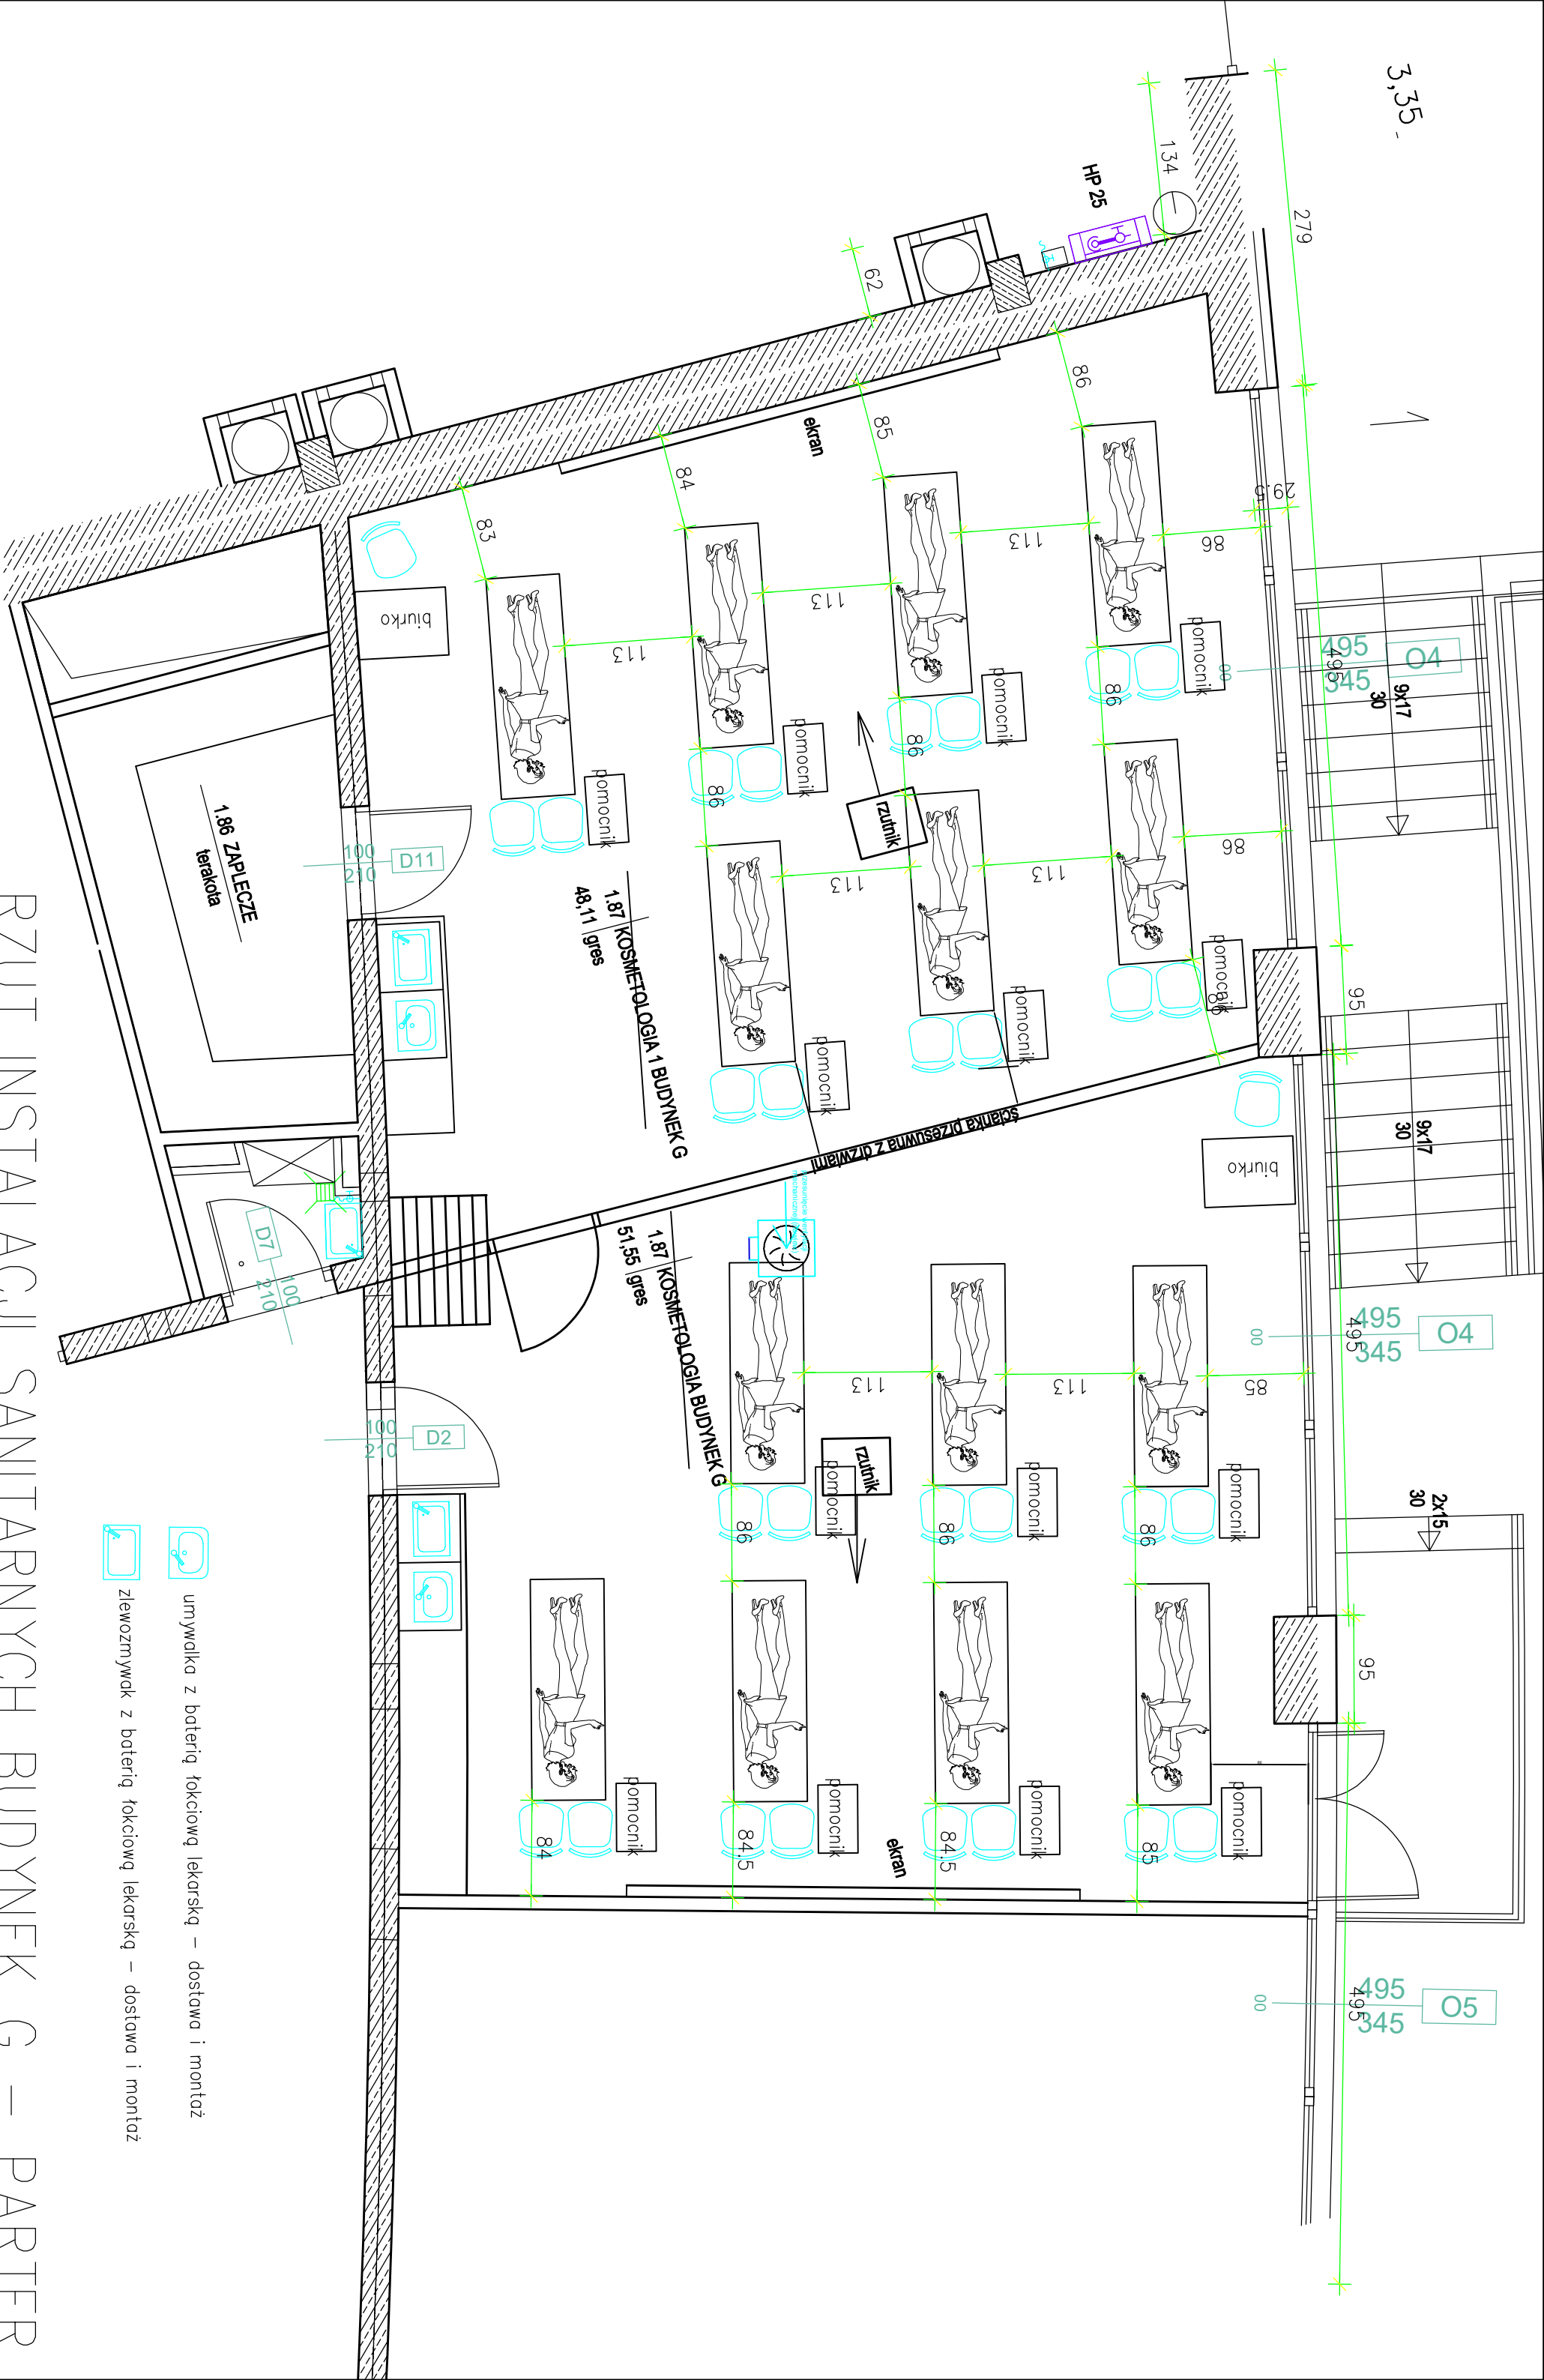 3,35
279
134
HP 25
62
86
85
84
83
ekran
29.5
86
113
113
113
biurko
pomocnik
pomocnik
pomocnik
pomocnik
86
86
86
495
345
O4
00
495
9x17
30
rzutnik
86
113
113
1.86 ZAPLECZE
terakota
100
210
D11
1.87 KOSMETOLOGIA 1 BUDYNEK G
48,11 gres
pomocnik
pomocnik
pomocnik
86
95
ścianka przesuwna z drzwiami
biurko
9x17
30
D7
100
210
1.87 KOSMETOLOGIA BUDYNEK G
51,55 gres
495
345
O4
00
495
113
113
85
100
210
D2
rzutnik
pomocnik
pomocnik
pomocnik
86
86
86
2x15
30
95
pomocnik
pomocnik
pomocnik
pomocnik
84
84.5
84.5
85
ekran
495
345
O5
00
495
umywalka z baterią łokciową lekarską – dostawa i montaż
zlewozmywak z baterią łokciową lekarską – dostawa i montaż
RZUT INSTALACJI SANITARNYCH BUDYNEK G – PARTER